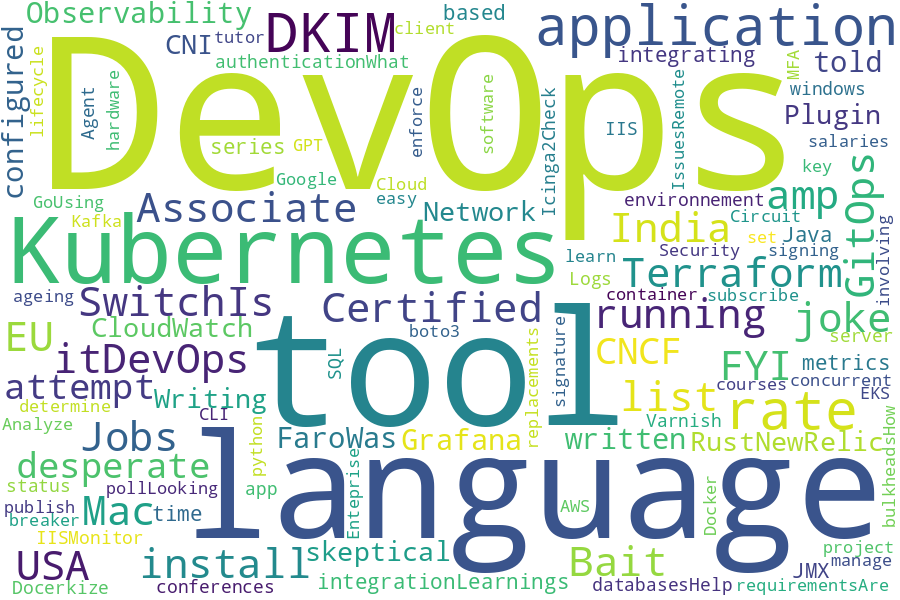 Observability
CNI
tutor
DKIM
client
based
application
authenticationWhat
integrating
told
configured
lifecycle
Agent
hardware
DevOps
enforce
software
Icinga2Check
IIS
IssuesRemote
MFA
windows
Plugin
salaries
series
GPT
Google
Cloud
easy
key
GoUsing
Kafka
Associate
Network
environnement
amp
GitOps
India
Circuit
set
Java
involving
Kubernetes
learn
Security
signing
Logs
Terraform
ageing
SwitchIs
Certified
container
subscribe
running
joke
server
EU
CloudWatch
boto3
tool
itDevOps
SQL
replacements
signature
CNCF
FYI
metrics
attempt
Writing
list
courses
concurrent
EKS
determine
CLI
rate
Analyze
Jobs
python
FaroWas
Grafana
written
Varnish
RustNewRelic
bulkheadsHow
desperate
language
status
pollLooking
app
Enteprise
AWS
Docker
publish
Mac
time
breaker
IISMonitor
skeptical
Bait
project
manage
USA
install
JMX
Docerkize
conferences
integrationLearnings
databasesHelp
requirementsAre